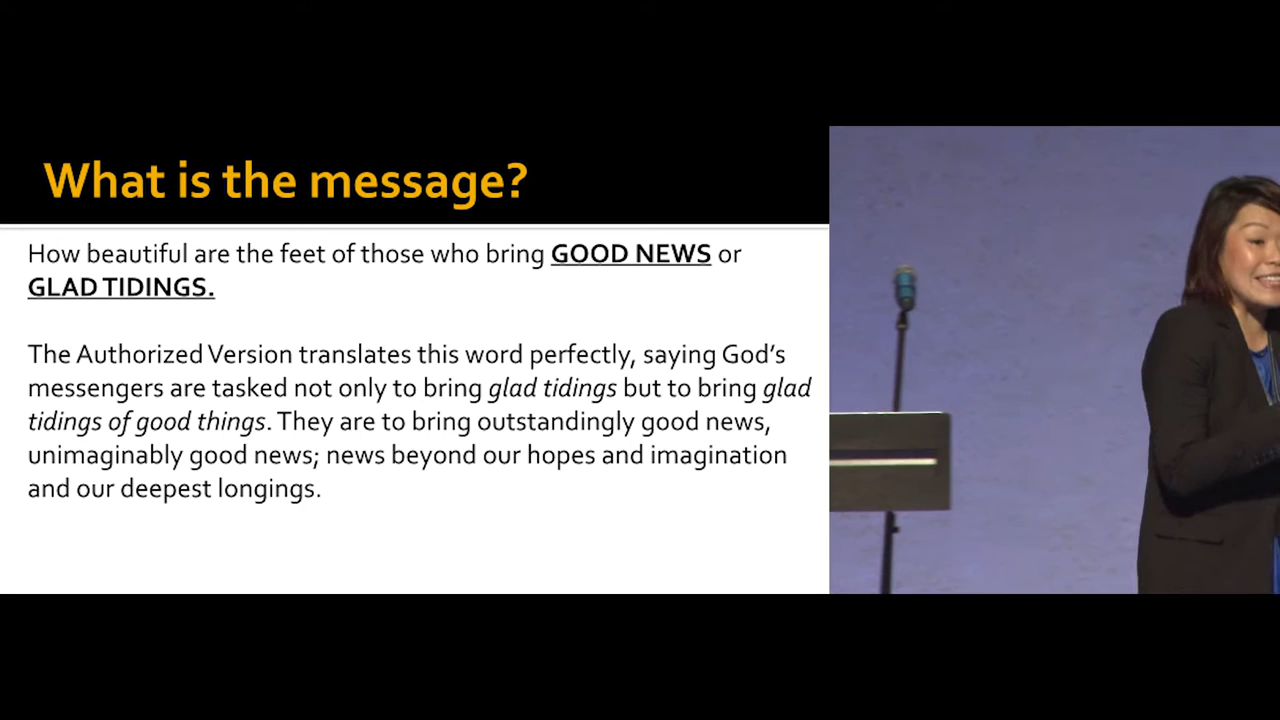 What is the message?
How beautiful are the feet of those who bring GOOD NEWS or
GLAD TIDINGS.
The Authorized Version translates this word perfectly, saying God’s
messengers are tasked not only to bring glad tidings but to bring glad
tidings of good things. They are to bring outstandingly good news,
unimaginably good news; news beyond our hopes and imagination
and our deepest longings.